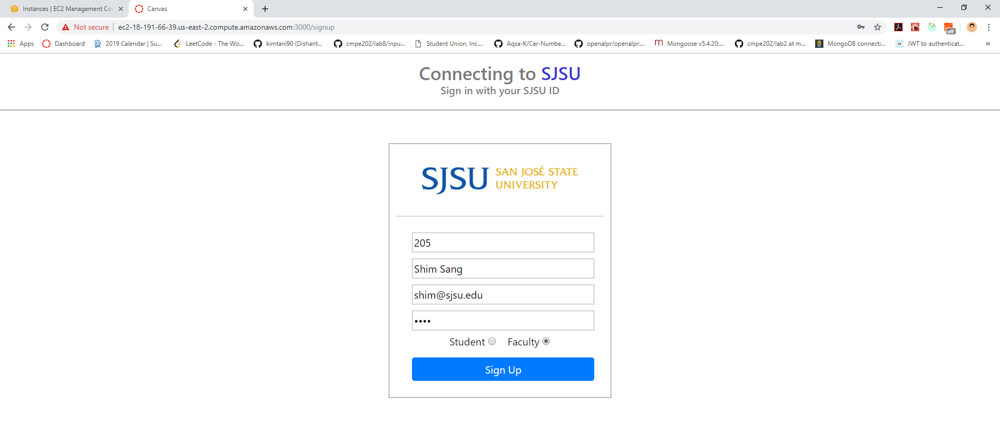 Instances | EC2 Management Con
Canvas
Not secure
ec2-18-191-66-39.us-east-2.compute.amazonaws.com:3000/signup
off
Apps
Dashboard
2019 Calendar | Su...
LeetCode - The Wo...
kimtani90 (Dishant...
cmpe202/lab8/inpu...
Student Union, Inc....
Aqsa-K/Car-Numbe...
openalpr/openalpr:...
Mongoose v5.4.20:...
cmpe202/lab2 at m...
MongoDB connecti...
JWT to authenticat...
»
Connecting to SJSU
Sign in with your SJSU ID
SJSU SAN JOSÉ STATE
UNIVERSITY
205
Shim Sang
shim@sjsu.edu
••••
Student Faculty
Sign Up